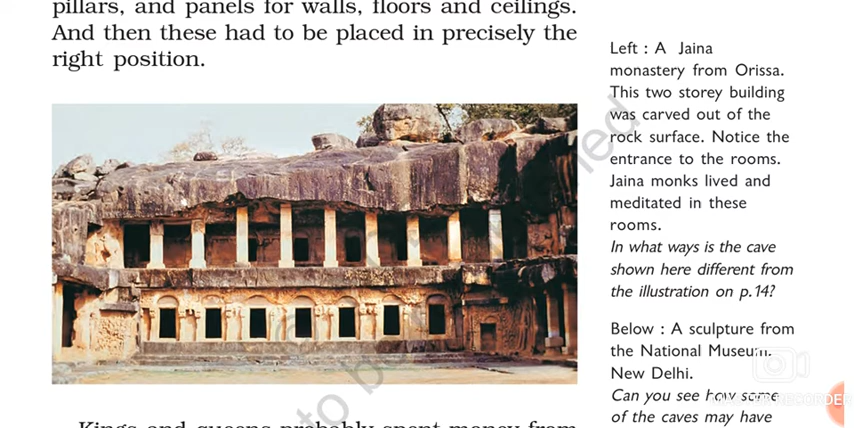 pillars, and panels for walls, floors and ceilings.
And then these had to be placed in precisely the
right position.
Left : A Jaina
monastery from Orissa.
This two storey building
was carved out of the
rock surface. Notice the
entrance to the rooms.
Jaina monks lived and
meditated in these
rooms.
In what ways is the cave
shown here different from
the illustration on p.14?
Below : A sculpture from
the National Museum,
New Delhi.
Can you see how some
of the caves may have
Kings and queens probably spent money from
to be